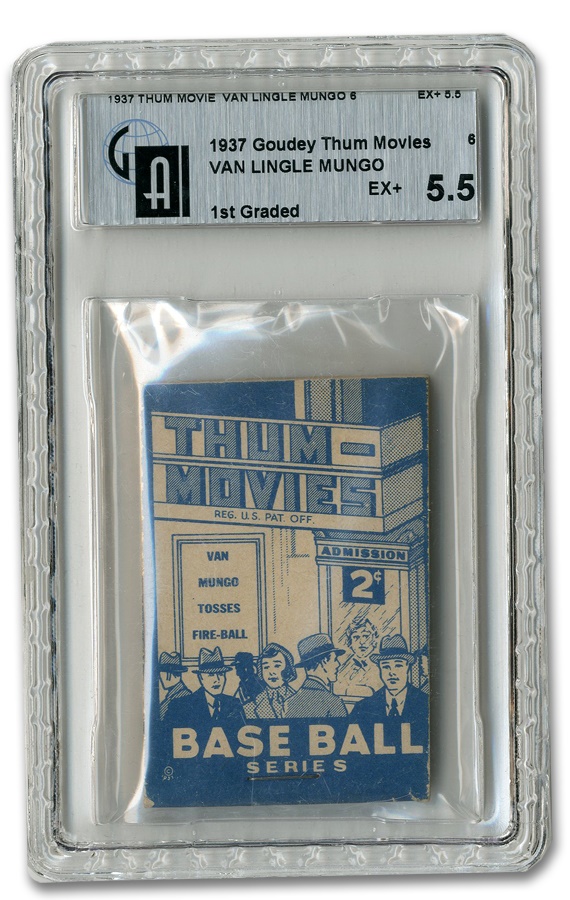 1937 THUM MOVIE VAN LINGLE MUNGO 6 EX+ 5.5
GA
1937 Goudey Thum Movies 6
VAN LINGLE MUNGO
EX+ 5.5
1st Graded
THUM-
MOVIES
REG. U.S. PAT. OFF.
ADMISSION
2¢
VAN
MUNGO
TOSSES
FIRE-BALL
BASE BALL
SERIES
©